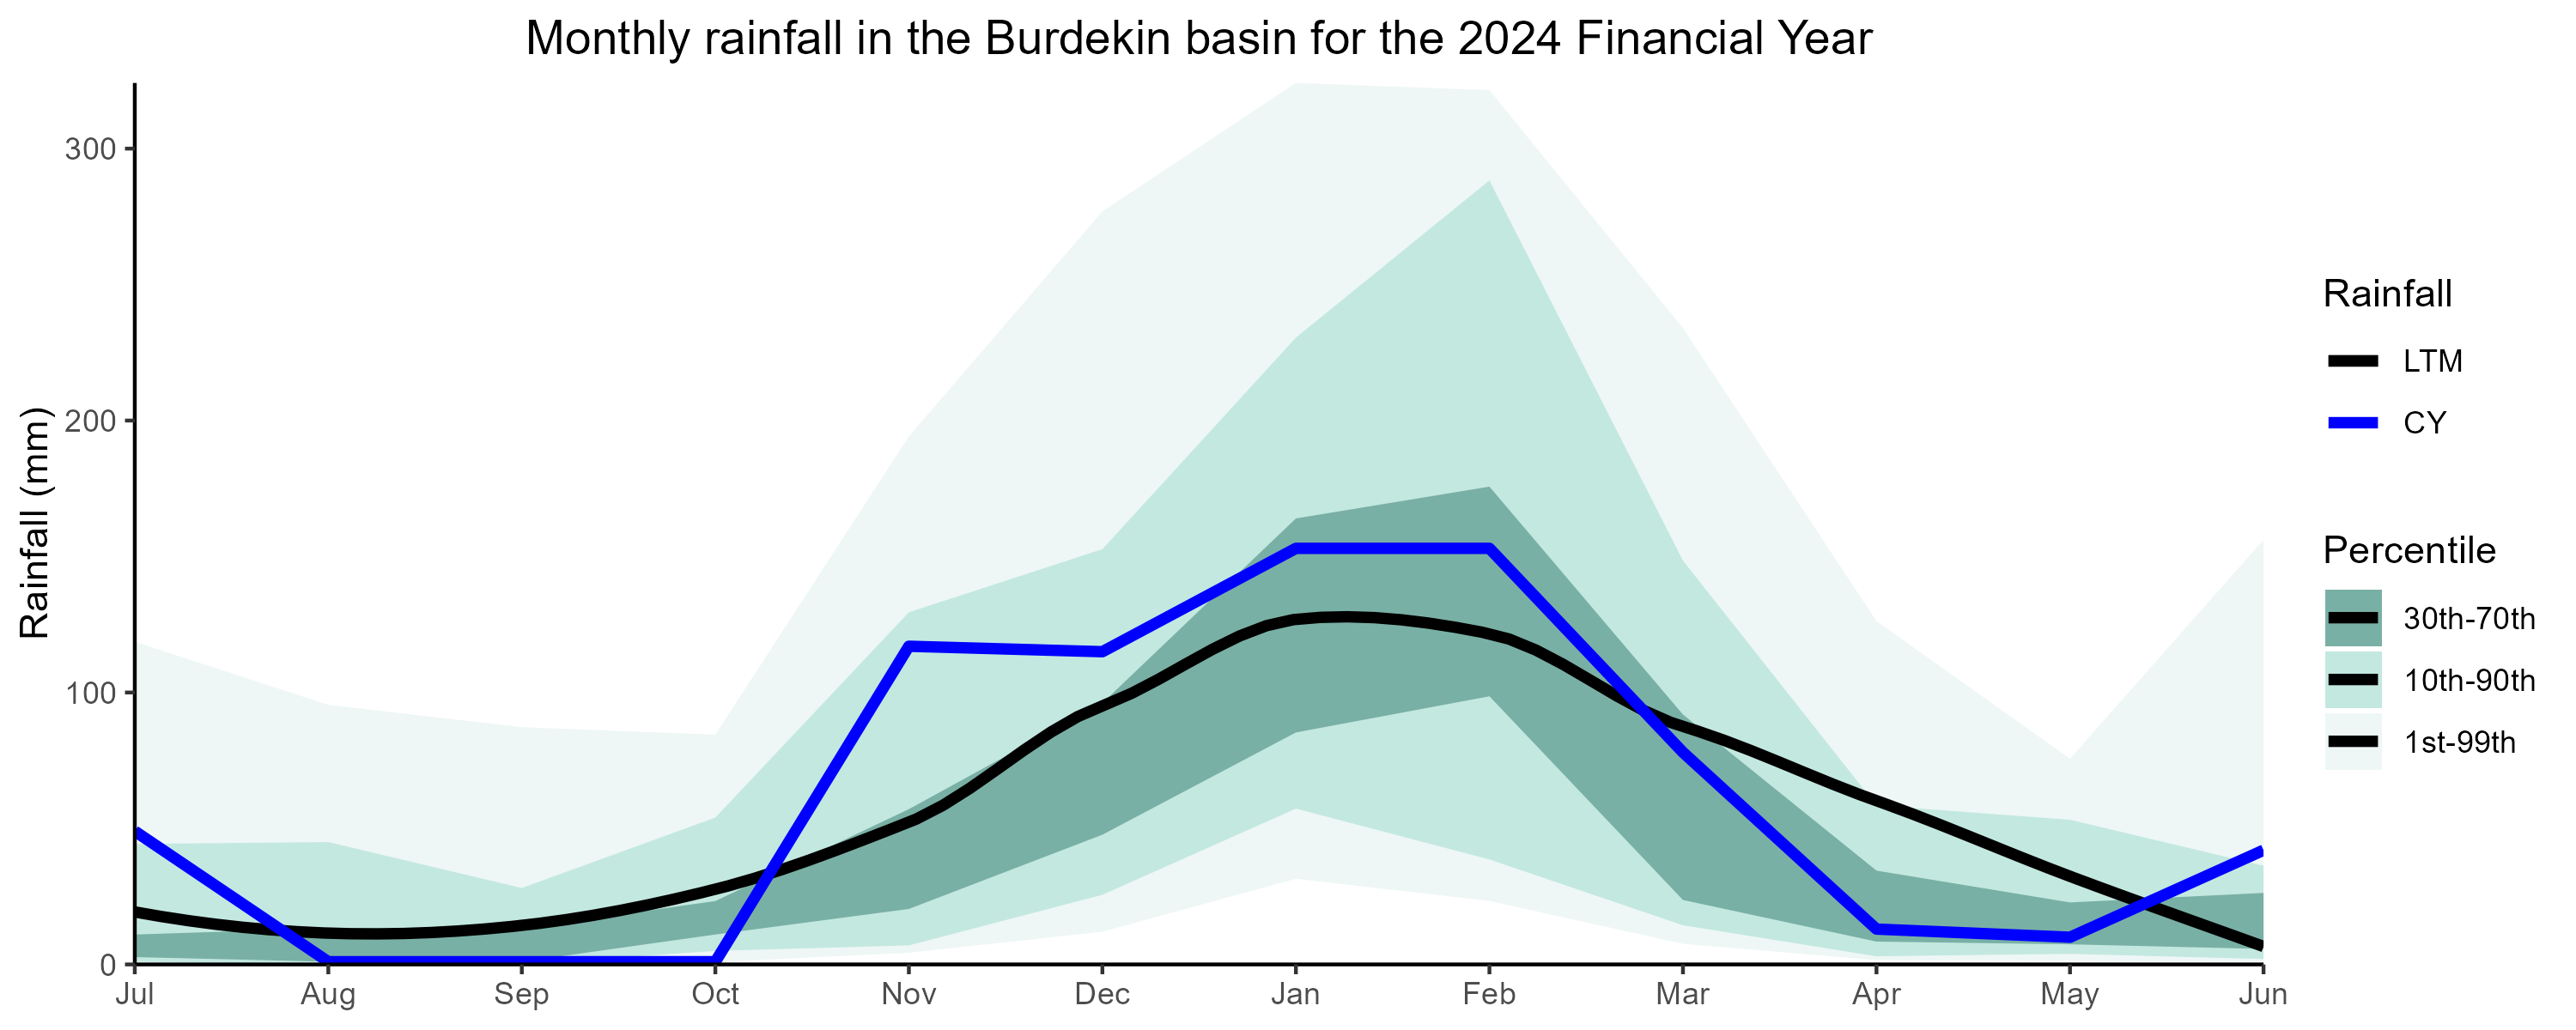 Monthly rainfall in the Burdekin basin for the 2024 Financial Year
Rainfall (mm)
300
200
100
0
Jul Aug Sep Oct Nov Dec Jan Feb Mar Apr May Jun
Rainfall
LTM
CY
Percentile
30th-70th
10th-90th
1st-99th